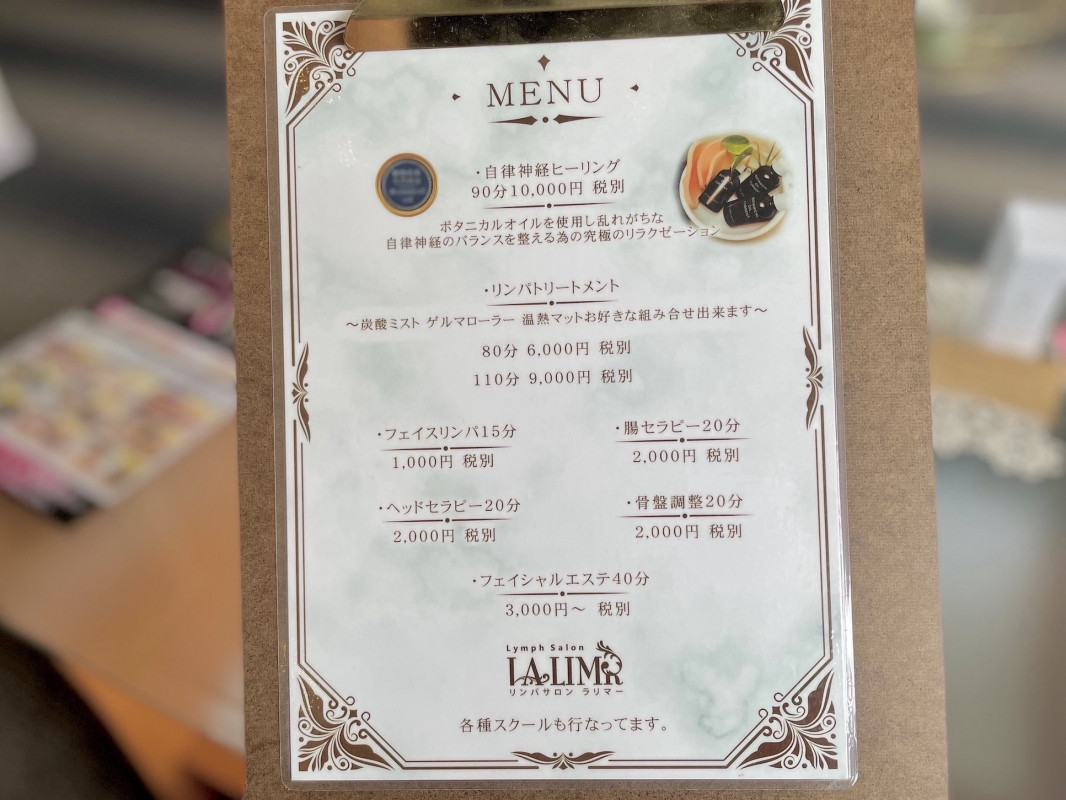 MENU
・自律神経ヒーリング
90分10,000円 税別
ボタニカルオイルを使用し乱れがちな
自律神経のバランスを整える為の究極のリラクゼーション
・リンパトリートメント
〜炭酸ミスト ゲルマローラー 温熱マットお好きな組み合せ出来ます〜
80分 6,000円 税別
110分 9,000円 税別
・フェイスリンパ15分
1,000円 税別
・腸セラピー20分
2,000円 税別
・ヘッドセラピー20分
2,000円 税別
・骨盤調整20分
2,000円 税別
・フェイシャルエステ40分
3,000円〜 税別
Lymph Salon
LALIMR
リンパサロン ラリマー
各種スクールも行なってます。